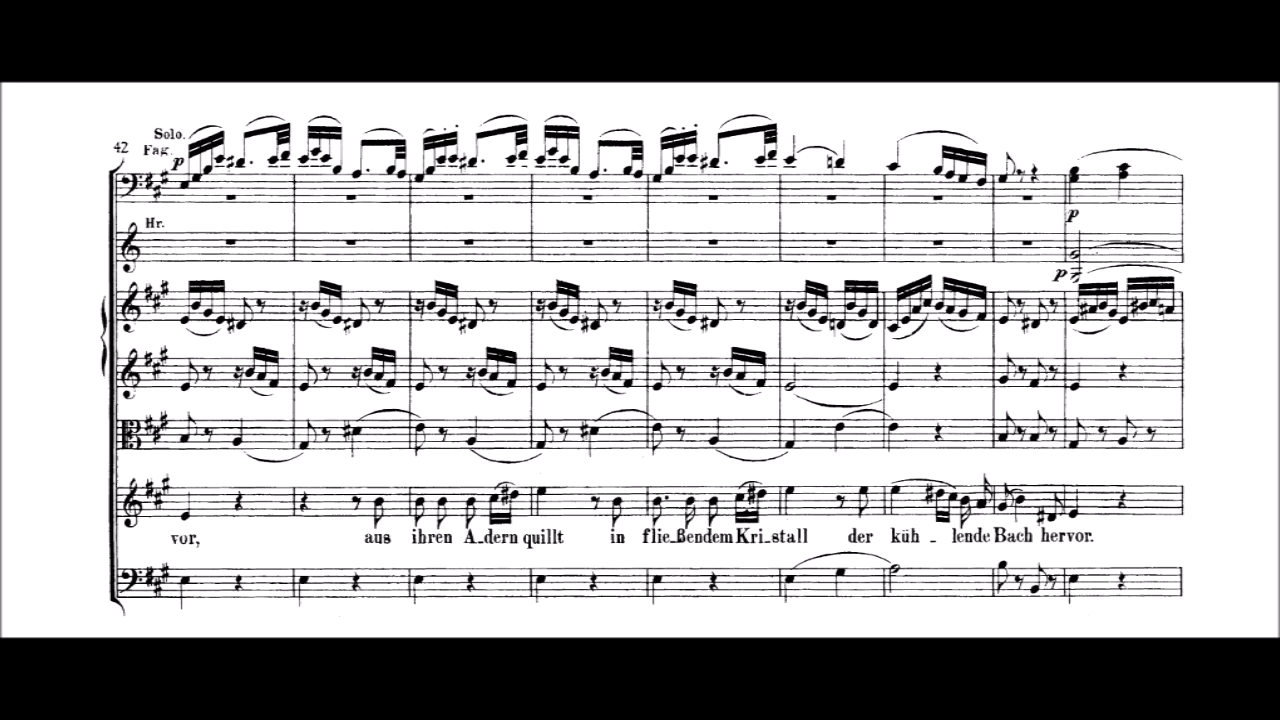 Solo.
42 Fag.
p
Hr.
p
p
vor, aus ihren A-dern quillt in flie-ßendem Kri-stall der küh - lende Bach hervor.